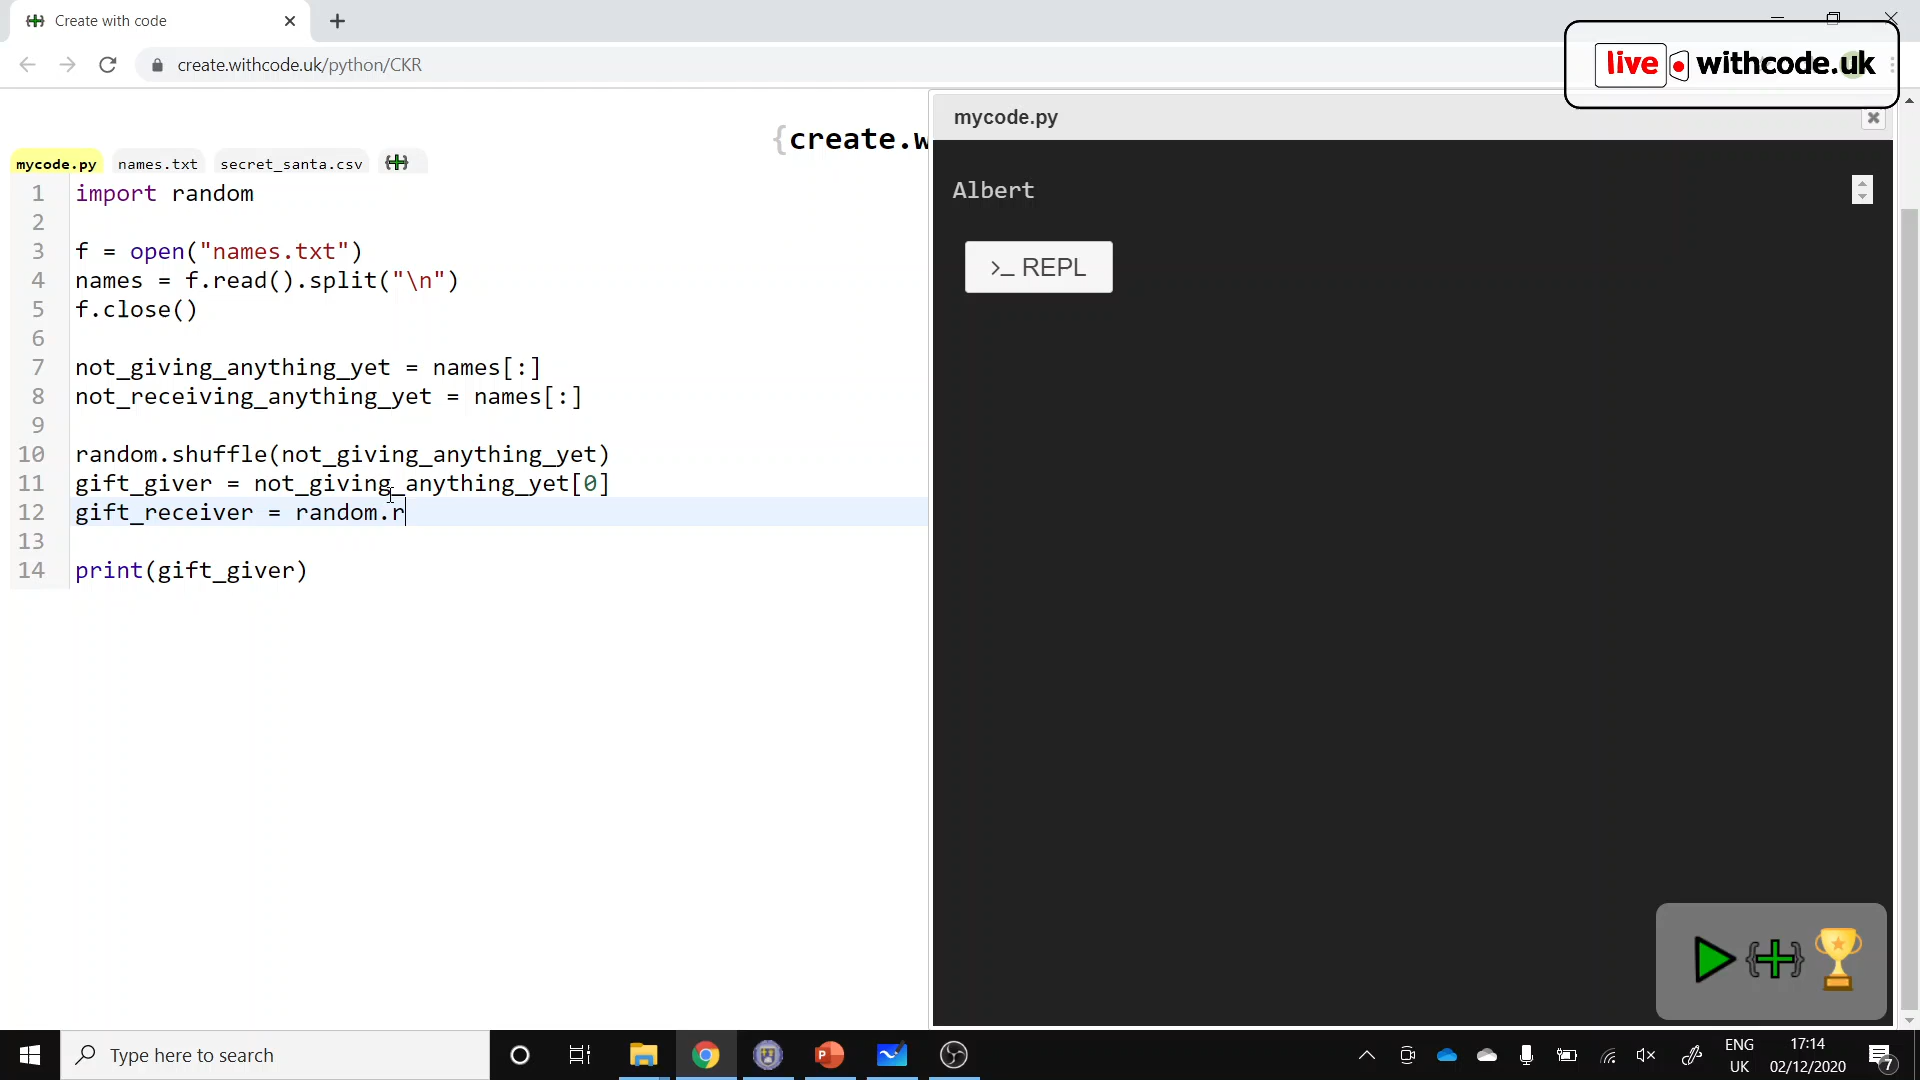 Create with code
create.withcode.uk/python/CKR
live withcode.uk
{create.w
mycode.py
mycode.py names.txt secret_santa.csv
1 import random
2
3 f = open("names.txt")
4 names = f.read().split("\n")
5 f.close()
6
7 not_giving_anything_yet = names[:]
8 not_receiving_anything_yet = names[:]
9
10 random.shuffle(not_giving_anything_yet)
11 gift_giver = not_giving_anything_yet[0]
12 gift_receiver = random.r
13
14 print(gift_giver)
Albert
>_ REPL
Type here to search
ENG
UK
17:14
02/12/2020
7